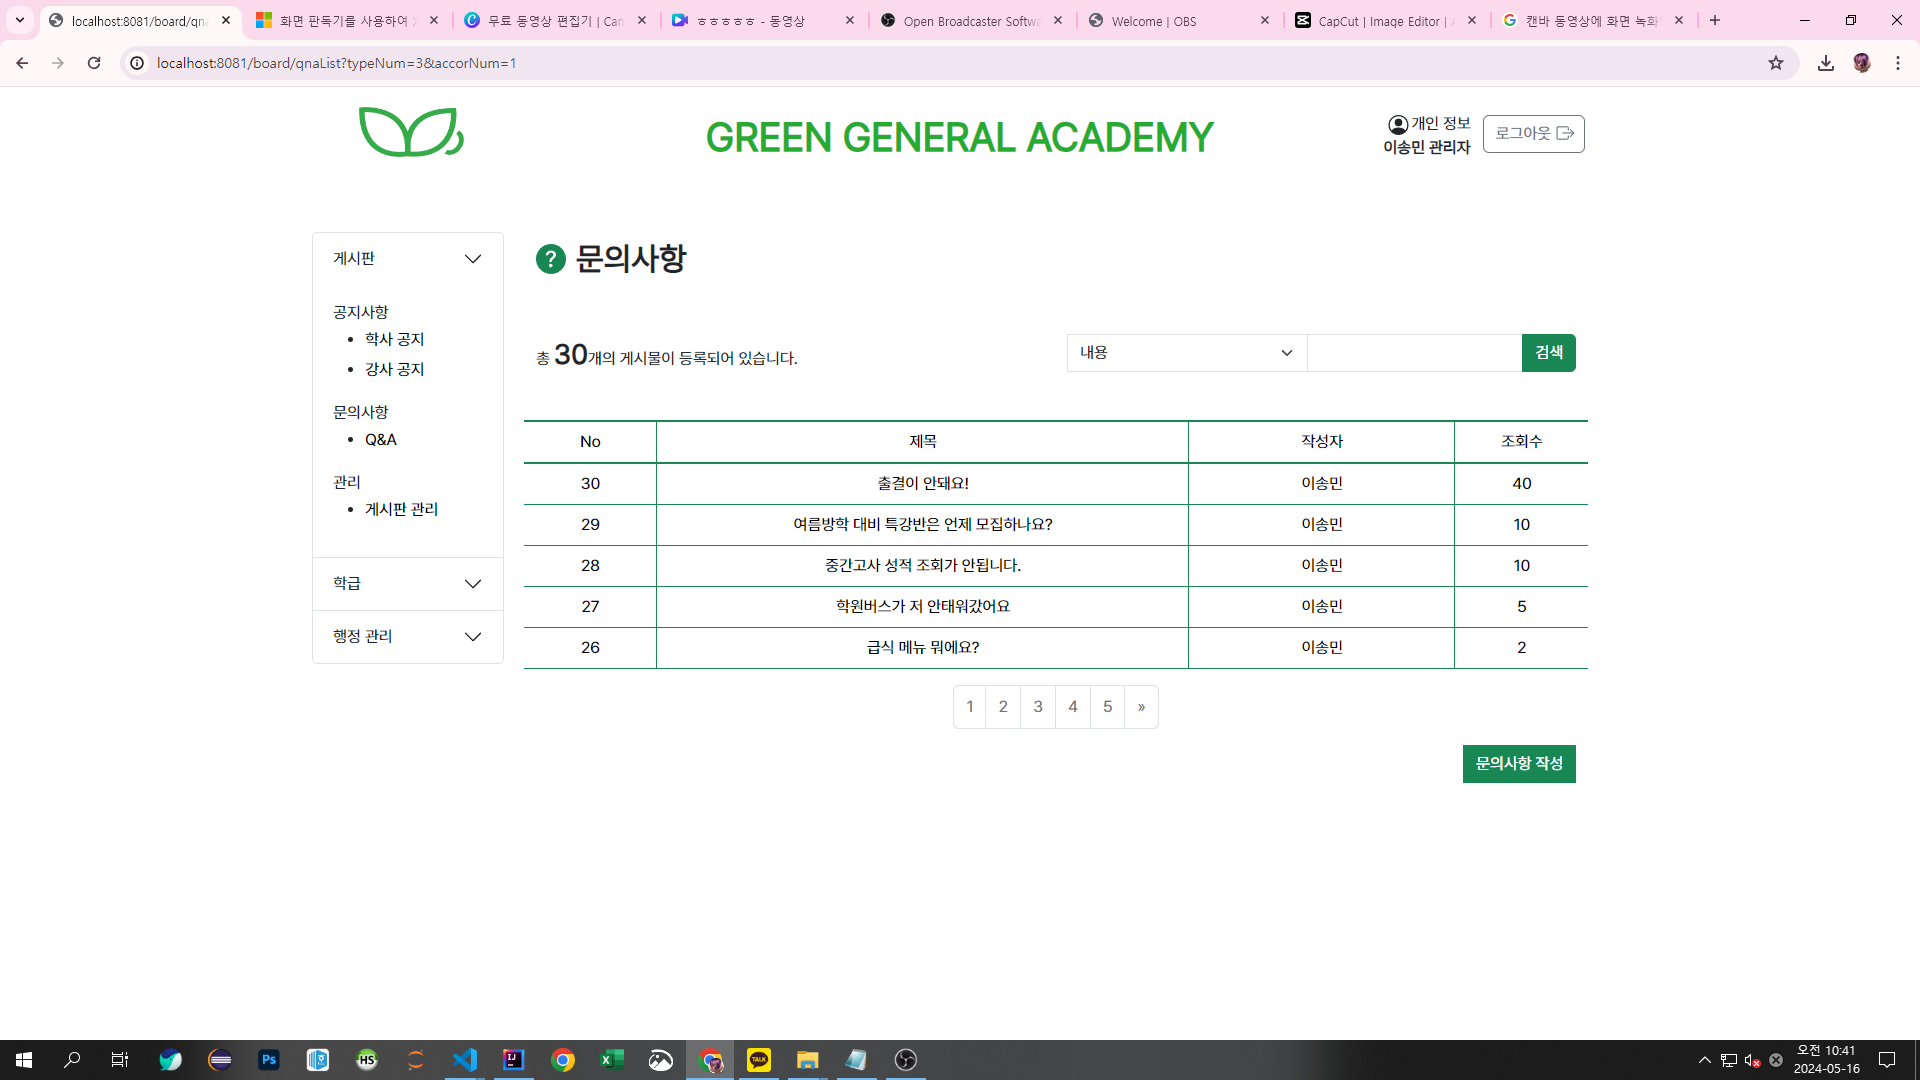 localhost:8081/board/qna
화면 판독기를 사용하여
무료 동영상 편집기 | Can
ㅎㅎㅎㅎㅎ - 동영상
Open Broadcaster Softwa
Welcome | OBS
CapCut | Image Editor |
캔바 동영상에 화면 녹화
localhost:8081/board/qnaList?typeNum=3&accorNum=1
GREEN GENERAL ACADEMY
개인 정보
이송민 관리자
로그아웃
게시판
공지사항
• 학사 공지
• 강사 공지
문의사항
• Q&A
관리
• 게시판 관리
학급
행정 관리
? 문의사항
총 30개의 게시물이 등록되어 있습니다.
내용
검색
No 제목 작성자 조회수
30 출결이 안돼요! 이송민 40
29 여름방학 대비 특강반은 언제 모집하나요? 이송민 10
28 중간고사 성적 조회가 안됩니다. 이송민 10
27 학원버스가 저 안태워갔어요 이송민 5
26 급식 메뉴 뭐에요? 이송민 2
1 2 3 4 5 »
문의사항 작성
Ps
HS
IJ
TALK
오전 10:41
2024-05-16